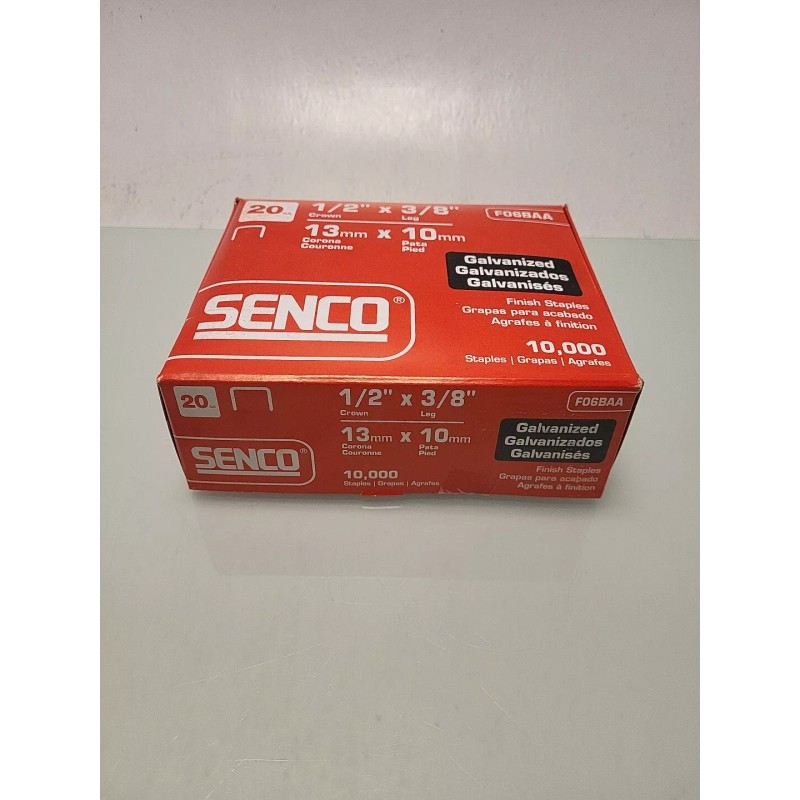 20 GA.
1/2" x 3/8"
Crown Leg
13mm x 10mm
Corona Pata
Couronne Pied
F06BAA
Galvanized
Galvanizados
Galvanisés
Finish Staples
Grapas para acabado
Agrafes à finition
10,000
Staples | Grapas | Agrafes
SENCO®
20
1/2" x 3/8"
Crown Leg
13mm x 10mm
Corona Pata
Couronne Pied
10,000
Staples | Grapas | Agrafes
SENCO®
F06BAA
Galvanized
Galvanizados
Galvanisés
Finish Staples
Grapas para acabado
Agrafes à finition